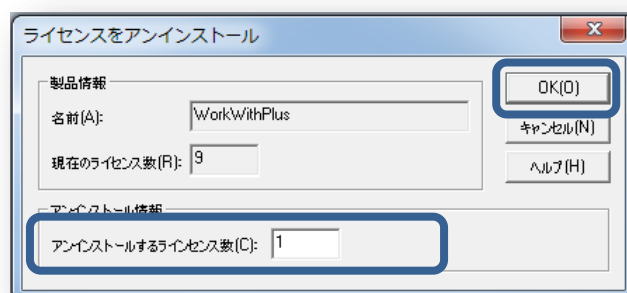 ライセンスをアンインストール
製品情報
OK(O)
名前(A): WorkWithPlus
キャンセル(N)
現在のライセンス数(R): 9
ヘルプ(H)
アンインストール情報
アンインストールするラインセンス数(C): 1